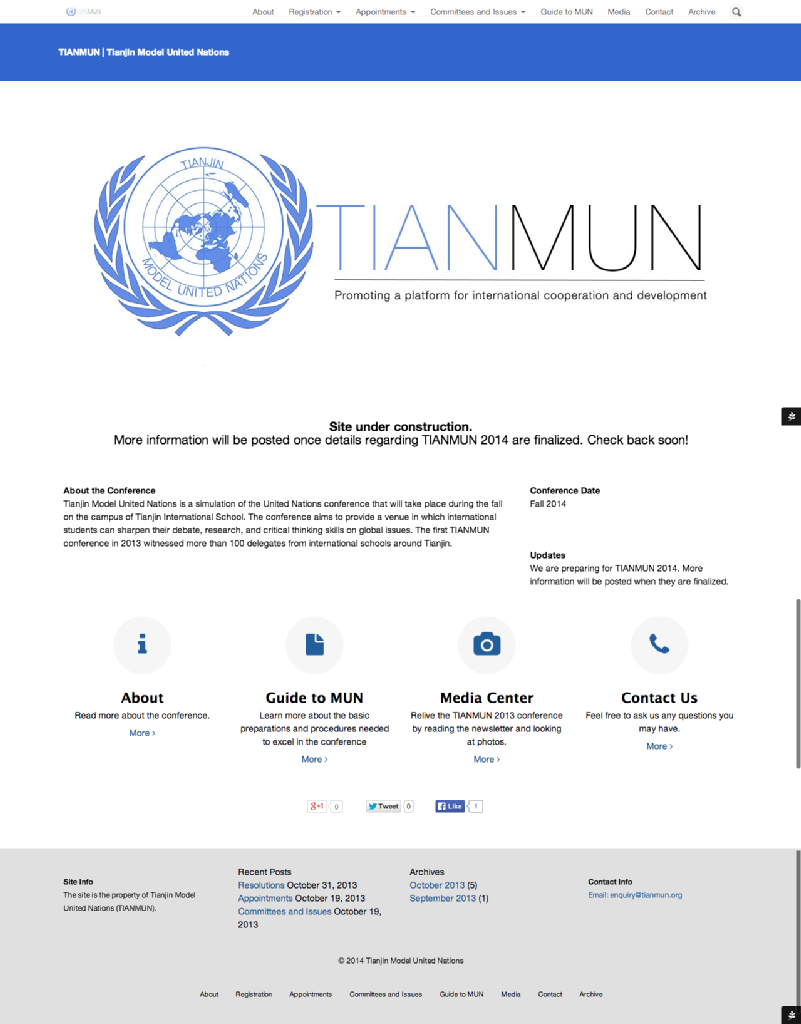 TIANMUN
About Registration Appointments Committees and Issues Guide to MUN Media Contact Archive
TIANMUN | Tianjin Model United Nations
TIANJIN
MODEL UNITED NATIONS
TIANMUN
Promoting a platform for international cooperation and development
Site under construction.
More information will be posted once details regarding TIANMUN 2014 are finalized. Check back soon!
About the Conference
Tianjin Model United Nations is a simulation of the United Nations conference that will take place during the fall
on the campus of Tianjin International School. The conference aims to provide a venue in which international
students can sharpen their debate, research, and critical thinking skills on global issues. The first TIANMUN
conference in 2013 witnessed more than 100 delegates from international schools around Tianjin.
Conference Date
Fall 2014
Updates
We are preparing for TIANMUN 2014. More
information will be posted when they are finalized.
About
Read more about the conference.
More ›
Guide to MUN
Learn more about the basic
preparations and procedures needed
to excel in the conference
More ›
Media Center
Relive the TIANMUN 2013 conference
by reading the newsletter and looking
at photos.
More ›
Contact Us
Feel free to ask us any questions you
may have.
More ›
g+1 0 Tweet 0 Like 1
Site Info
The site is the property of Tianjin Model
United Nations (TIANMUN).
Recent Posts
Resolutions October 31, 2013
Appointments October 19, 2013
Committees and Issues October 19,
2013
Archives
October 2013 (5)
September 2013 (1)
Contact Info
Email: enquiry@tianmun.org
© 2014 Tianjin Model United Nations
About Registration Appointments Committees and Issues Guide to MUN Media Contact Archive